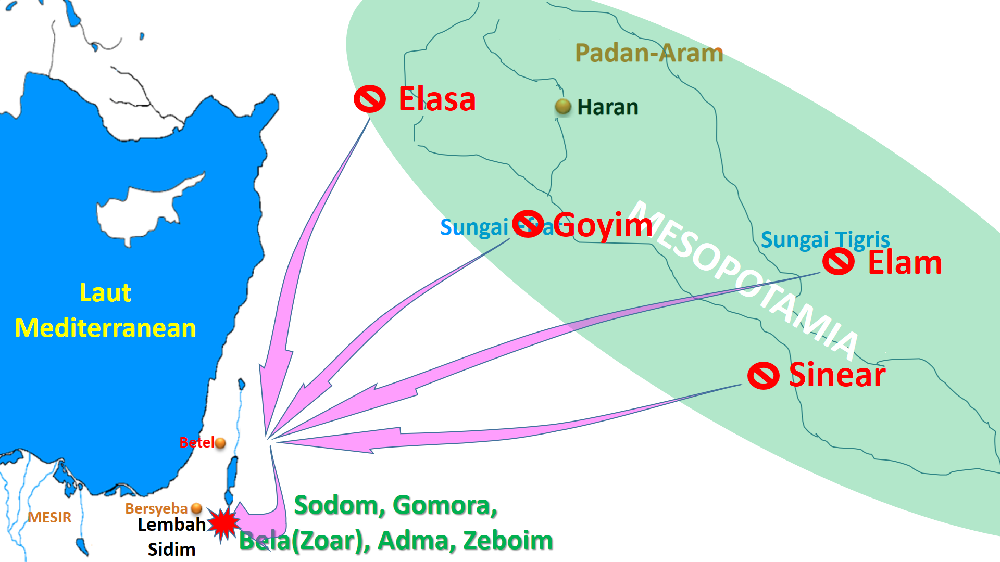 Padan-Aram
Elasa
Haran
Sungai Efrat
Goyim
MESOPOTAMIA
Sungai Tigris
Elam
Laut
Mediterranean
Sinear
Betel
Sodom, Gomora,
Bela(Zoar), Adma, Zeboim
Bersyeba
MESIR
Lembah
Sidim